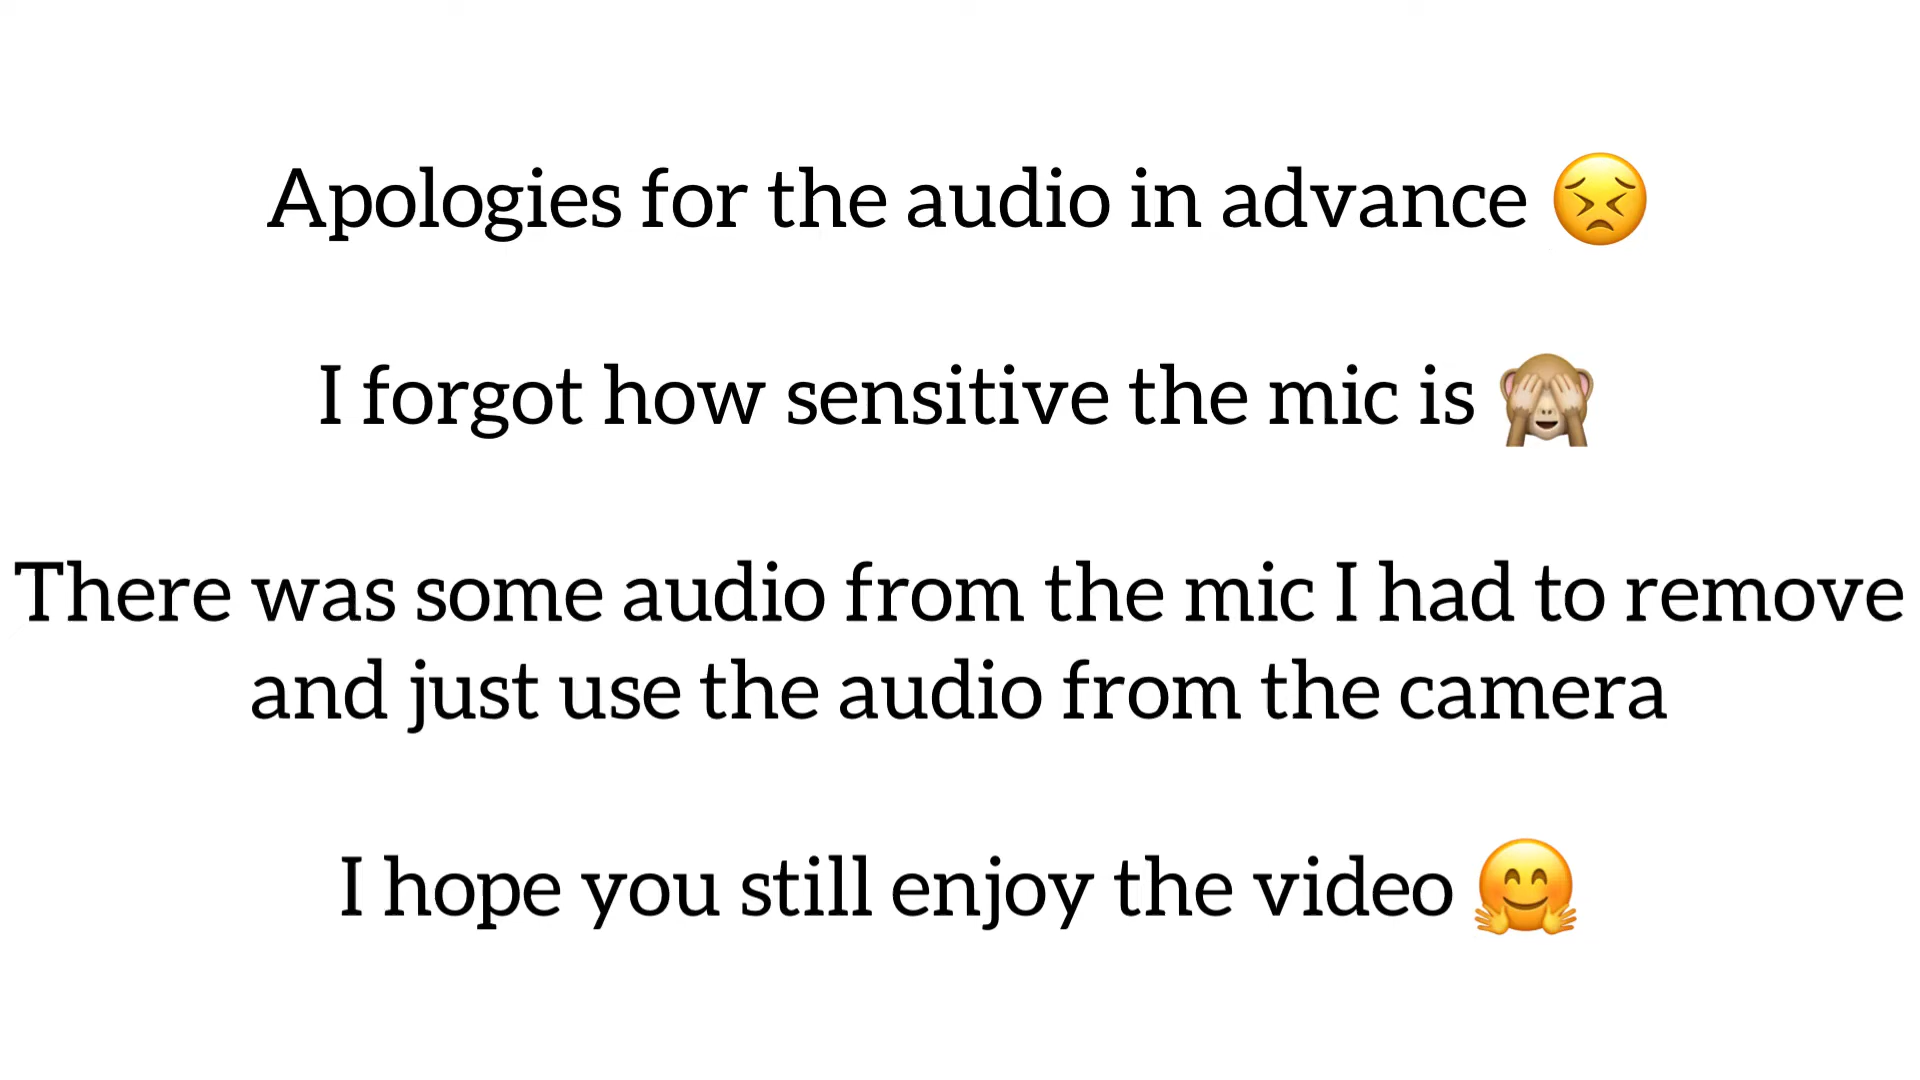 Apologies for the audio in advance 😣
I forgot how sensitive the mic is 🙈
There was some audio from the mic I had to remove
and just use the audio from the camera
I hope you still enjoy the video 🤗